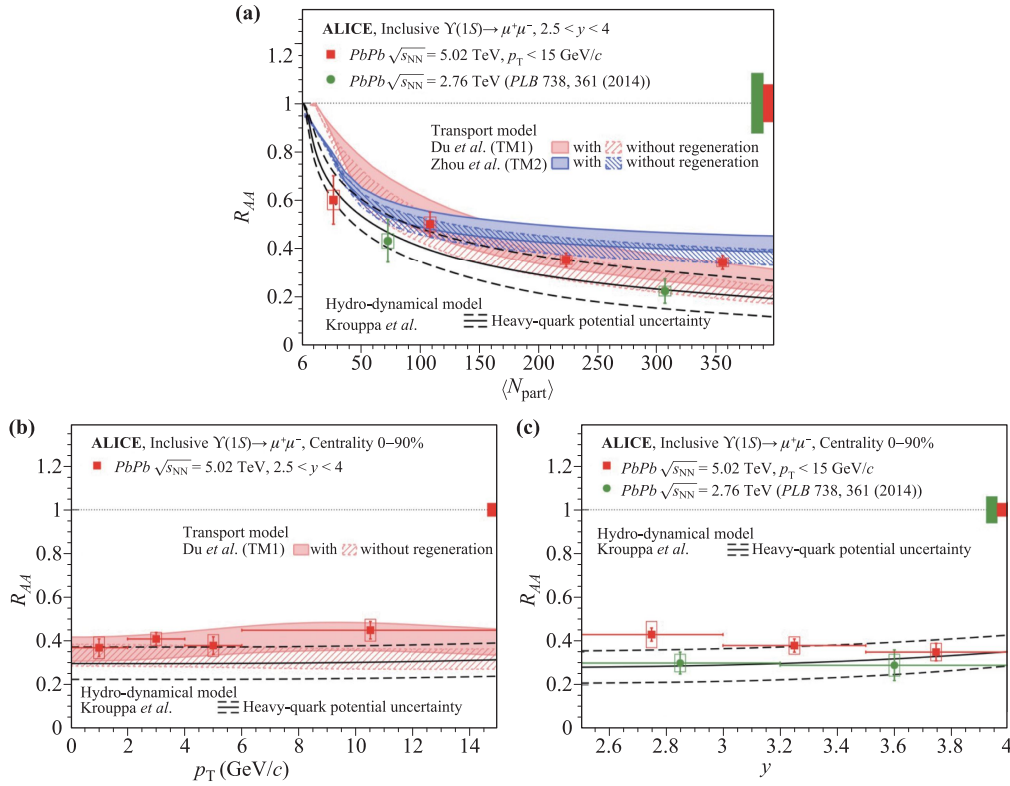 (a)
ALICE, Inclusive ϒ(1S)→ μ⁺μ⁻, 2.5 < y < 4
PbPb √sNN = 5.02 TeV, pT < 15 GeV/c
PbPb √sNN = 2.76 TeV (PLB 738, 361 (2014))
Transport model
Du et al. (TM1) with without regeneration
Zhou et al. (TM2) with without regeneration
Hydro-dynamical model
Krouppa et al. Heavy-quark potential uncertainty
RAA
1.2
1
0.8
0.6
0.4
0.2
0
6 50 100 150 200 250 300 350
⟨Npart⟩
(b)
ALICE, Inclusive ϒ(1S)→ μ⁺μ⁻, Centrality 0–90%
PbPb √sNN = 5.02 TeV, 2.5 < y < 4
Transport model
Du et al. (TM1) with without regeneration
Hydro-dynamical model
Krouppa et al. Heavy-quark potential uncertainty
RAA
1.2
1
0.8
0.6
0.4
0.2
0
0 2 4 6 8 10 12 14
pT (GeV/c)
(c)
ALICE, Inclusive ϒ(1S)→ μ⁺μ⁻, Centrality 0–90%
PbPb √sNN = 5.02 TeV, pT < 15 GeV/c
PbPb √sNN = 2.76 TeV (PLB 738, 361 (2014))
Hydro-dynamical model
Krouppa et al. Heavy-quark potential uncertainty
RAA
1.2
1
0.8
0.6
0.4
0.2
0
2.6 2.8 3 3.2 3.4 3.6 3.8 4
y